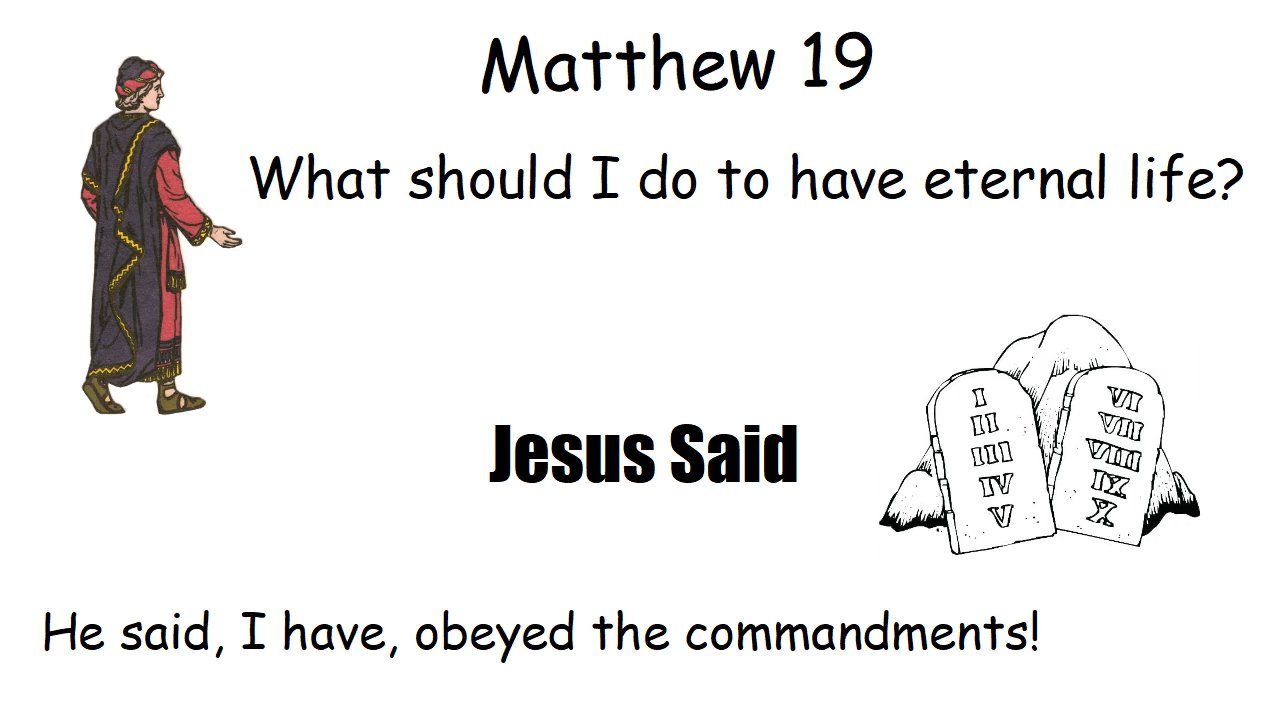 Matthew 19
What should I do to have eternal life?
Jesus Said
I
II
III
IV
V
VI
VII
VIII
IX
X
He said, I have, obeyed the commandments!